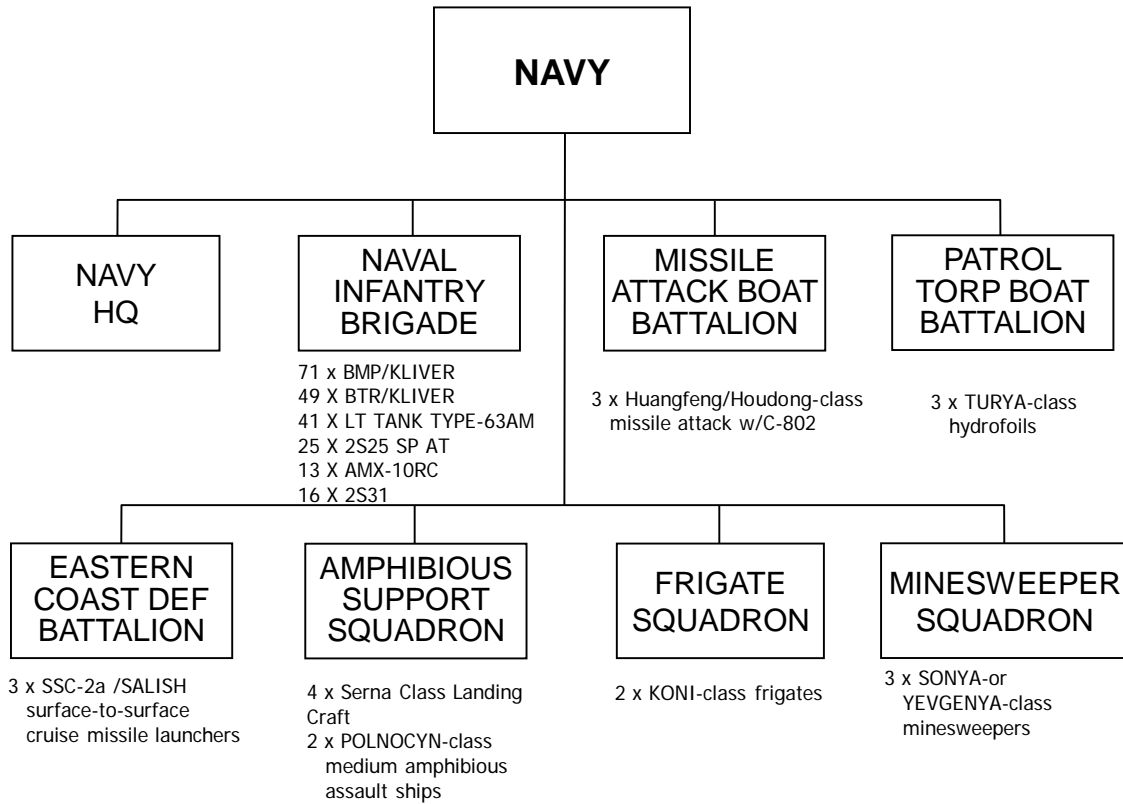 NAVY
NAVY
HQ
NAVAL
INFANTRY
BRIGADE
71 x BMP/KLIVER
49 X BTR/KLIVER
41 X LT TANK TYPE-63AM
25 X 2S25 SP AT
13 X AMX-10RC
16 X 2S31
MISSILE
ATTACK BOAT
BATTALION
3 x Huangfeng/Houdong-class
missile attack w/C-802
PATROL
TORP BOAT
BATTALION
3 x TURYA-class
hydrofoils
EASTERN
COAST DEF
BATTALION
3 x SSC-2a /SALISH
surface-to-surface
cruise missile launchers
AMPHIBIOUS
SUPPORT
SQUADRON
4 x Serna Class Landing
Craft
2 x POLNOCYN-class
medium amphibious
assault ships
FRIGATE
SQUADRON
2 x KONI-class frigates
MINESWEEPER
SQUADRON
3 x SONYA-or
YEVGENYA-class
minesweepers